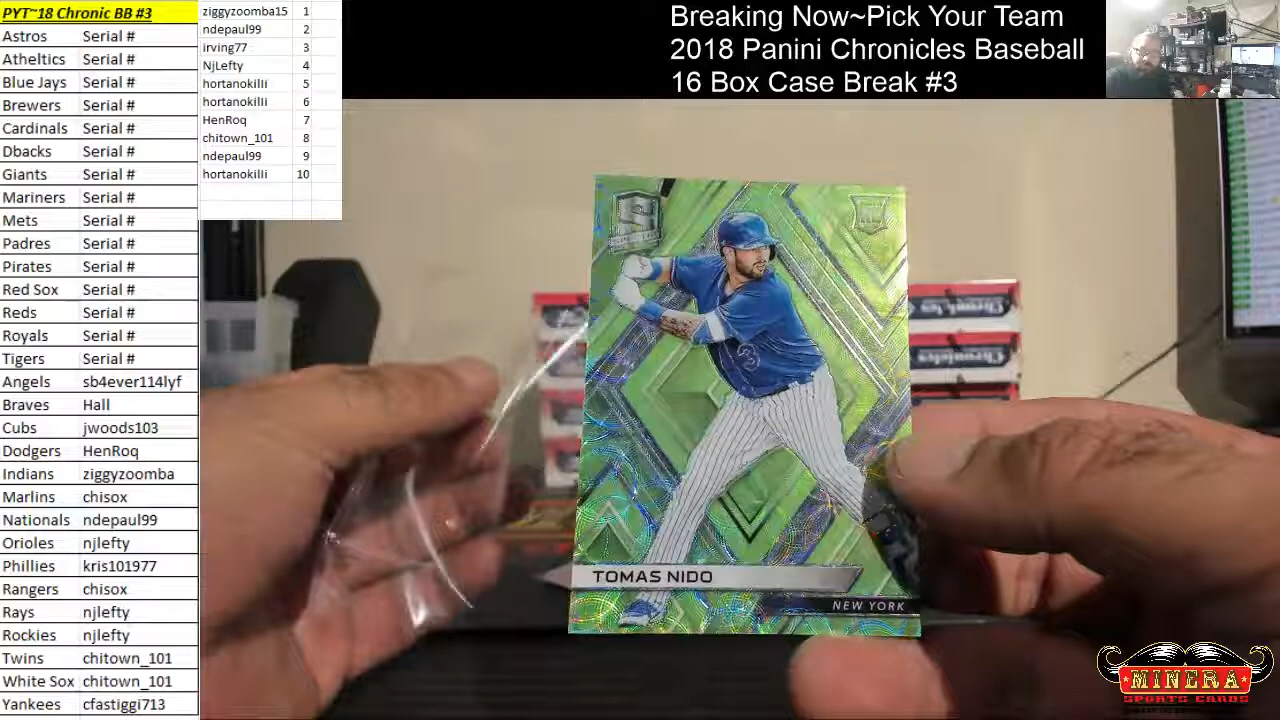 PYT~18 Chronic BB #3
Astros Serial #
Atheltics Serial #
Blue Jays Serial #
Brewers Serial #
Cardinals Serial #
Dbacks Serial #
Giants Serial #
Mariners Serial #
Mets Serial #
Padres Serial #
Pirates Serial #
Red Sox Serial #
Reds Serial #
Royals Serial #
Tigers Serial #
Angels sb4ever114lyf
Braves Hall
Cubs jwoods103
Dodgers HenRoq
Indians ziggyzoomba
Marlins chisox
Nationals ndepaul99
Orioles njlefty
Phillies kris101977
Rangers chisox
Rays njlefty
Rockies njlefty
Twins chitown_101
White Sox chitown_101
Yankees cfastiggi713
ziggyzoomba15 1
ndepaul99 2
irving77 3
NjLefty 4
hortanokilli 5
hortanokilli 6
HenRoq 7
chitown_101 8
ndepaul99 9
hortanokilli 10
Breaking Now~Pick Your Team
2018 Panini Chronicles Baseball
16 Box Case Break #3
S
3
TOMAS NIDO
NEW YORK
Chronicles
Chronicles
MINERA
SPORTS CARDS